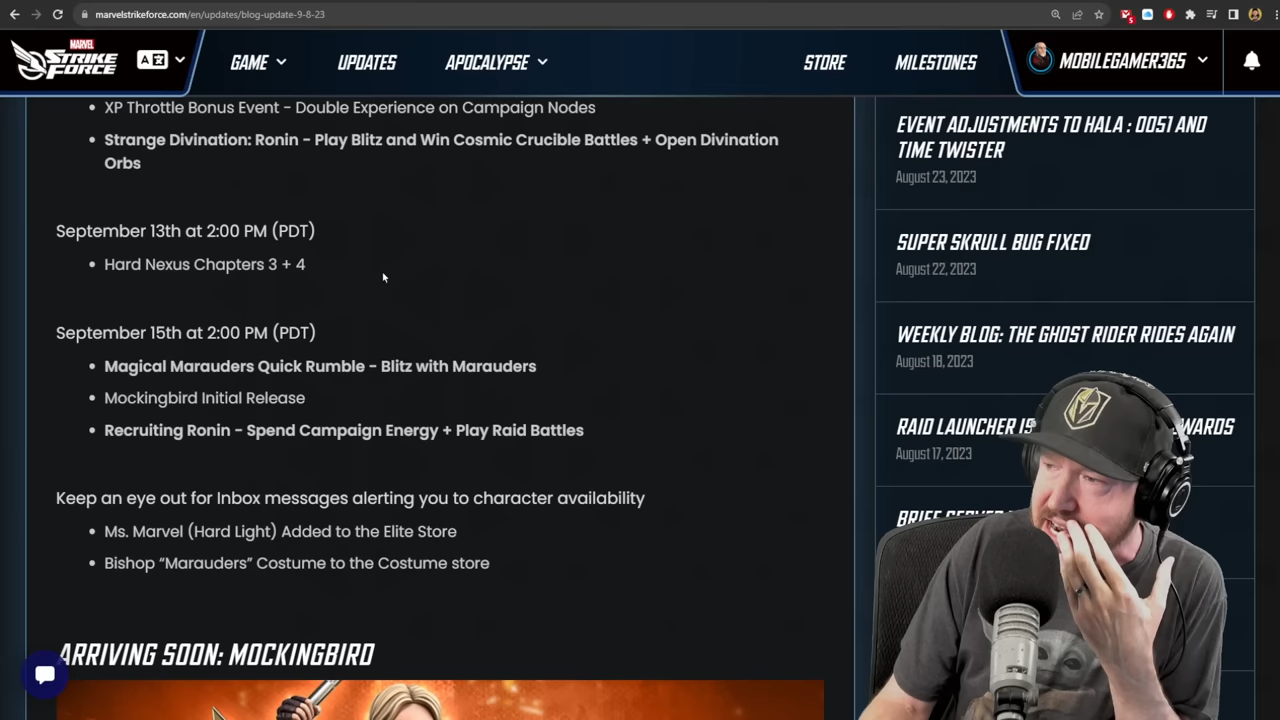 marvelstrikeforce.com/en/updates/blog-update-9-8-23
5
MARVEL
STRIKE FORCE
GAME
UPDATES
APOCALYPSE
STORE
MILESTONES
MOBILEGAMER365
XP Throttle Bonus Event - Double Experience on Campaign Nodes
Strange Divination: Ronin - Play Blitz and Win Cosmic Crucible Battles + Open Divination
Orbs
September 13th at 2:00 PM (PDT)
Hard Nexus Chapters 3 + 4
September 15th at 2:00 PM (PDT)
Magical Marauders Quick Rumble - Blitz with Marauders
Mockingbird Initial Release
Recruiting Ronin - Spend Campaign Energy + Play Raid Battles
Keep an eye out for Inbox messages alerting you to character availability
Ms. Marvel (Hard Light) Added to the Elite Store
Bishop “Marauders” Costume to the Costume store
ARRIVING SOON: MOCKINGBIRD
EVENT ADJUSTMENTS TO HALA : 0051 AND
TIME TWISTER
August 23, 2023
SUPER SKRULL BUG FIXED
August 22, 2023
WEEKLY BLOG: THE GHOST RIDER RIDES AGAIN
August 18, 2023
RAID LAUNCHER
August 17, 2023